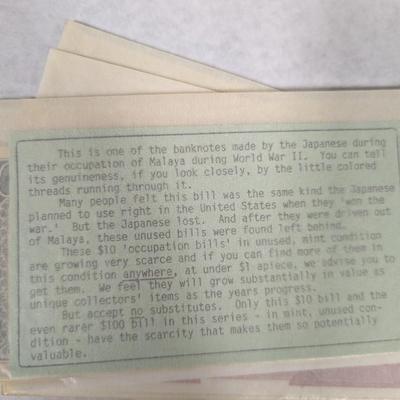 This is one of the banknotes made by the Japanese during
their occupation of Malaya during World War II.  You can tell
its genuineness, if you look closely, by the little colored
threads running through it.
Many people felt this bill was the same kind the Japanese
planned to use right in the United States when they 'won the
war.'  But the Japanese lost.  And after they were driven out
of Malaya, these unused bills were found left behind.
These $10 'occupation bills' in unused, mint condition
are growing very scarce and if you can find more of them in
this condition anywhere, at under $1 apiece, we advise you to
get them.  We feel they will grow substantially in value as
unique collectors' items as the years progress.
But accept no substitutes.  Only this $10 bill and the
even rarer $100 bill in this series - in mint, unused con-
dition - have the scarcity that makes them so potentially
valuable.